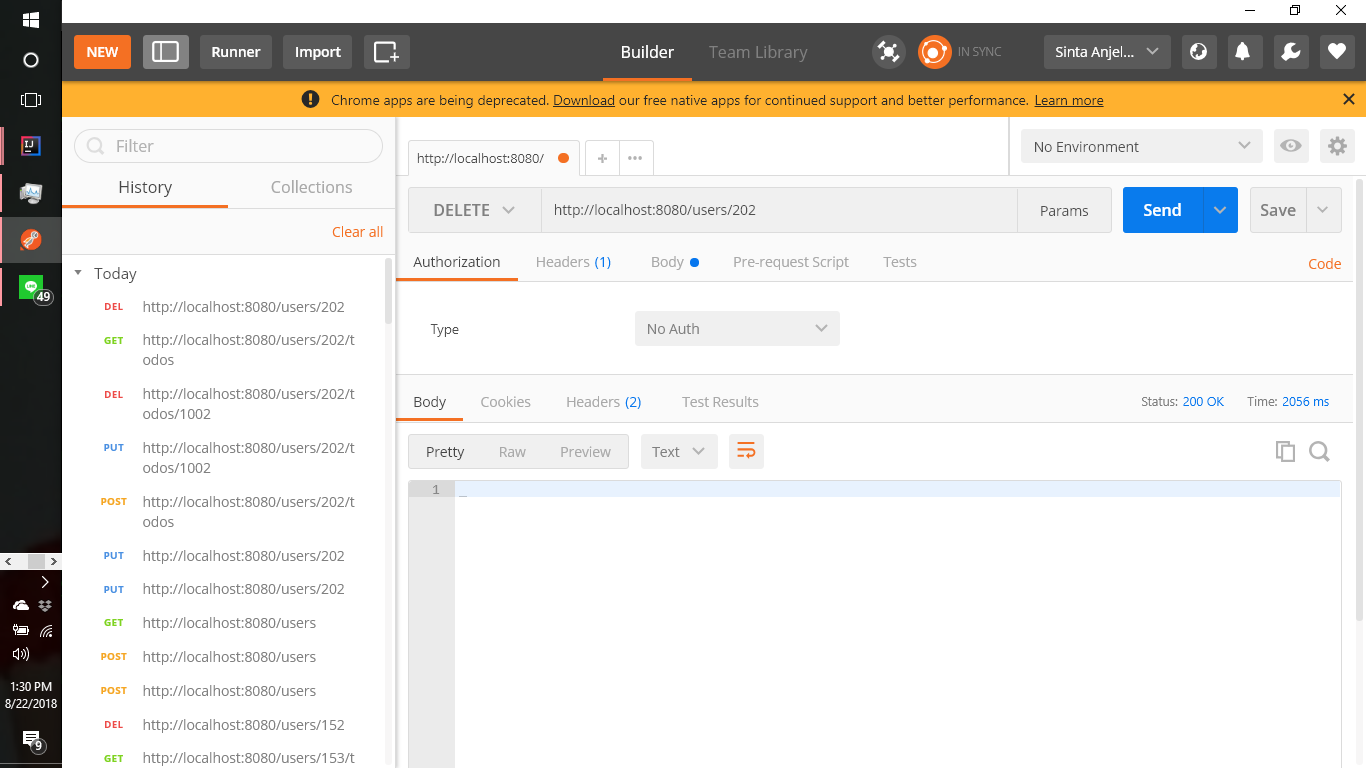 NEW
Runner
Import
Builder
Team Library
IN SYNC
Sinta Anjel...
Chrome apps are being deprecated. Download our free native apps for continued support and better performance. Learn more
Filter
History
Collections
Clear all
Today
DEL http://localhost:8080/users/202
GET http://localhost:8080/users/202/t
odos
DEL http://localhost:8080/users/202/t
odos/1002
PUT http://localhost:8080/users/202/t
odos/1002
POST http://localhost:8080/users/202/t
odos
PUT http://localhost:8080/users/202
PUT http://localhost:8080/users/202
GET http://localhost:8080/users
POST http://localhost:8080/users
POST http://localhost:8080/users
DEL http://localhost:8080/users/152
GET http://localhost:8080/users/153/t
http://localhost:8080/
No Environment
DELETE
http://localhost:8080/users/202
Params
Send
Save
Authorization
Headers (1)
Body
Pre-request Script
Tests
Code
Type
No Auth
Body
Cookies
Headers (2)
Test Results
Status: 200 OK
Time: 2056 ms
Pretty
Raw
Preview
Text
1
IJ
49
1:30 PM
8/22/2018
9